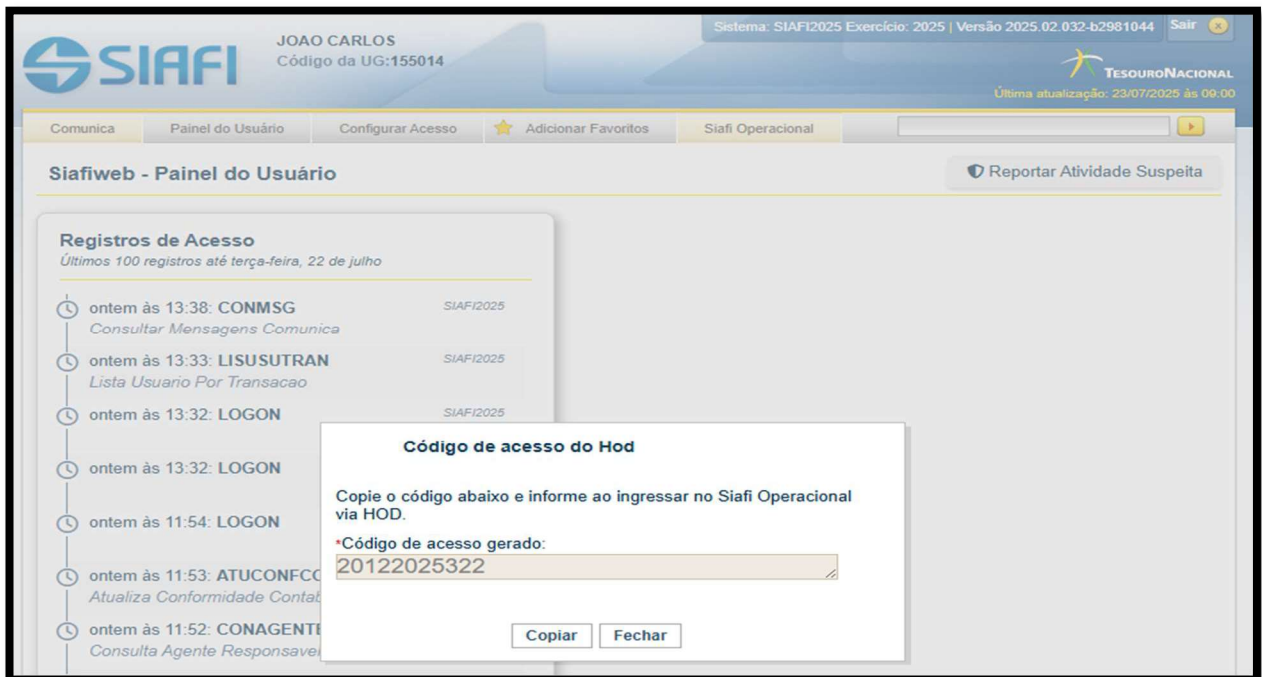 Sistema: SIAFI2025 Exercício: 2025 | Versão 2025.02.032-b2981044 Sair
SIAFI
JOAO CARLOS
Código da UG:155014
TESOURONACIONAL
Última atualização: 23/07/2025 às 09:00
Comunica Painel do Usuário Configurar Acesso Adicionar Favoritos Siafi Operacional
Siafiweb - Painel do Usuário
Reportar Atividade Suspeita
Registros de Acesso
Últimos 100 registros até terça-feira, 22 de julho
ontem às 13:38: CONMSG SIAFI2025
Consultar Mensagens Comunica
ontem às 13:33: LISUSUTRAN SIAFI2025
Lista Usuario Por Transacao
ontem às 13:32: LOGON SIAFI2025
ontem às 13:32: LOGON
ontem às 11:54: LOGON
ontem às 11:53: ATUCONFCO
Atualiza Conformidade Contab
ontem às 11:52: CONAGENTE
Consulta Agente Responsavel
Código de acesso do Hod
Copie o código abaixo e informe ao ingressar no Siafi Operacional
via HOD.
*Código de acesso gerado:
20122025322
Copiar Fechar